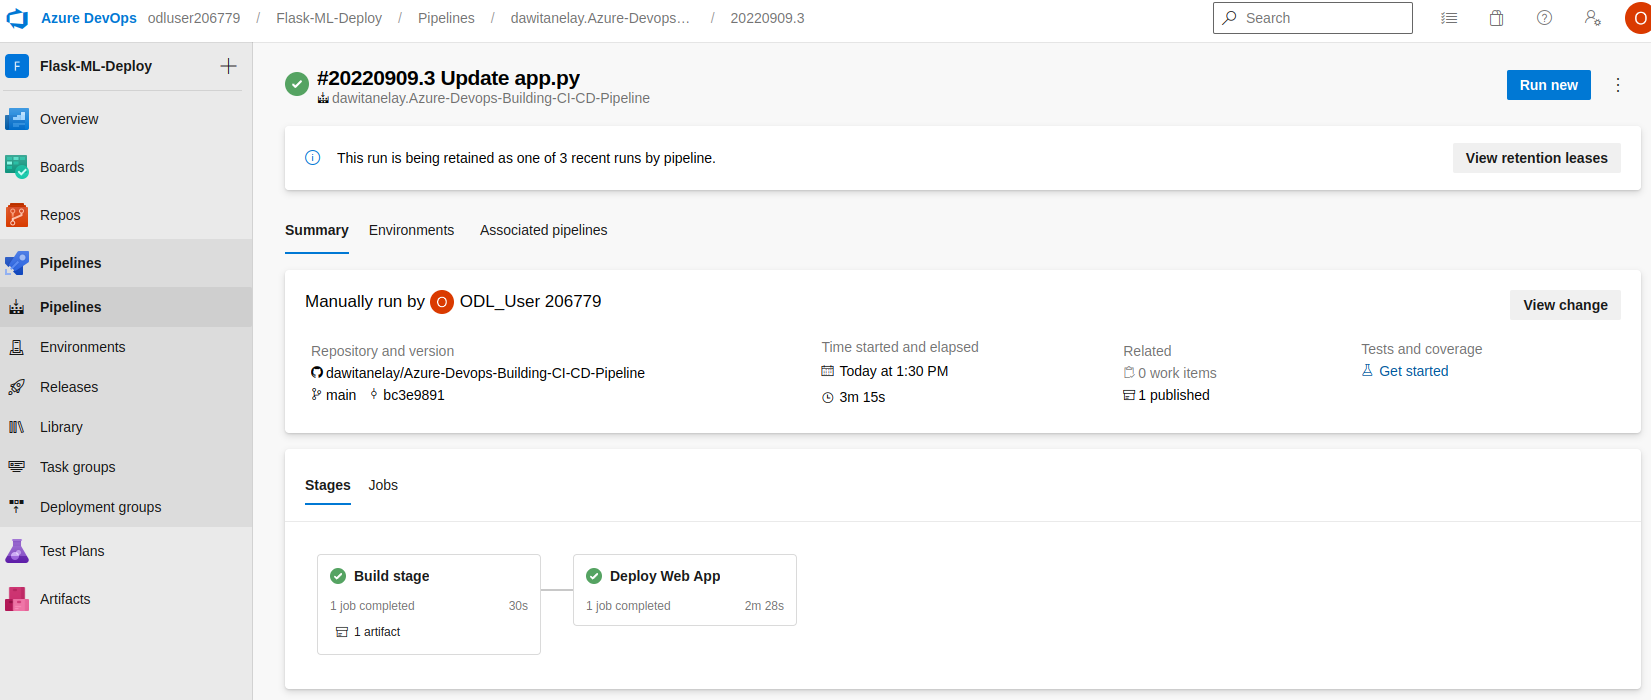 Azure DevOps odluser206779 / Flask-ML-Deploy / Pipelines / dawitanelay.Azure-Devops… / 20220909.3 Search O
F Flask-ML-Deploy
Overview
Boards
Repos
Pipelines
Pipelines
Environments
Releases
Library
Task groups
Deployment groups
Test Plans
Artifacts
#20220909.3 Update app.py
dawitanelay.Azure-Devops-Building-CI-CD-Pipeline
Run new
This run is being retained as one of 3 recent runs by pipeline.
View retention leases
Summary Environments Associated pipelines
Manually run by O ODL_User 206779
View change
Repository and version
dawitanelay/Azure-Devops-Building-CI-CD-Pipeline
main bc3e9891
Time started and elapsed
Today at 1:30 PM
3m 15s
Related
0 work items
1 published
Tests and coverage
Get started
Stages Jobs
Build stage
1 job completed 30s
1 artifact
Deploy Web App
1 job completed 2m 28s